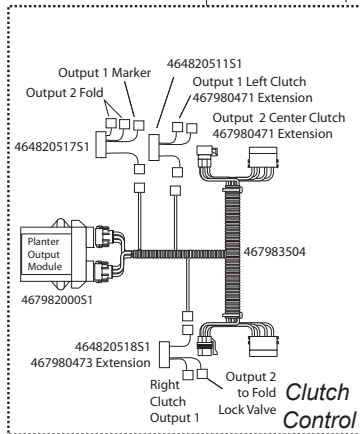 464820511S1
Output 1 Marker
Output 1 Left Clutch
Output 2 Fold
467980471 Extension
Output 2 Center Clutch
467980471 Extension
464820517S1
Planter
Output
Module
467983504
467982000S1
464820518S1
467980473 Extension
Right
Clutch
Output 1
Output 2
to Fold
Lock Valve
Clutch
Control